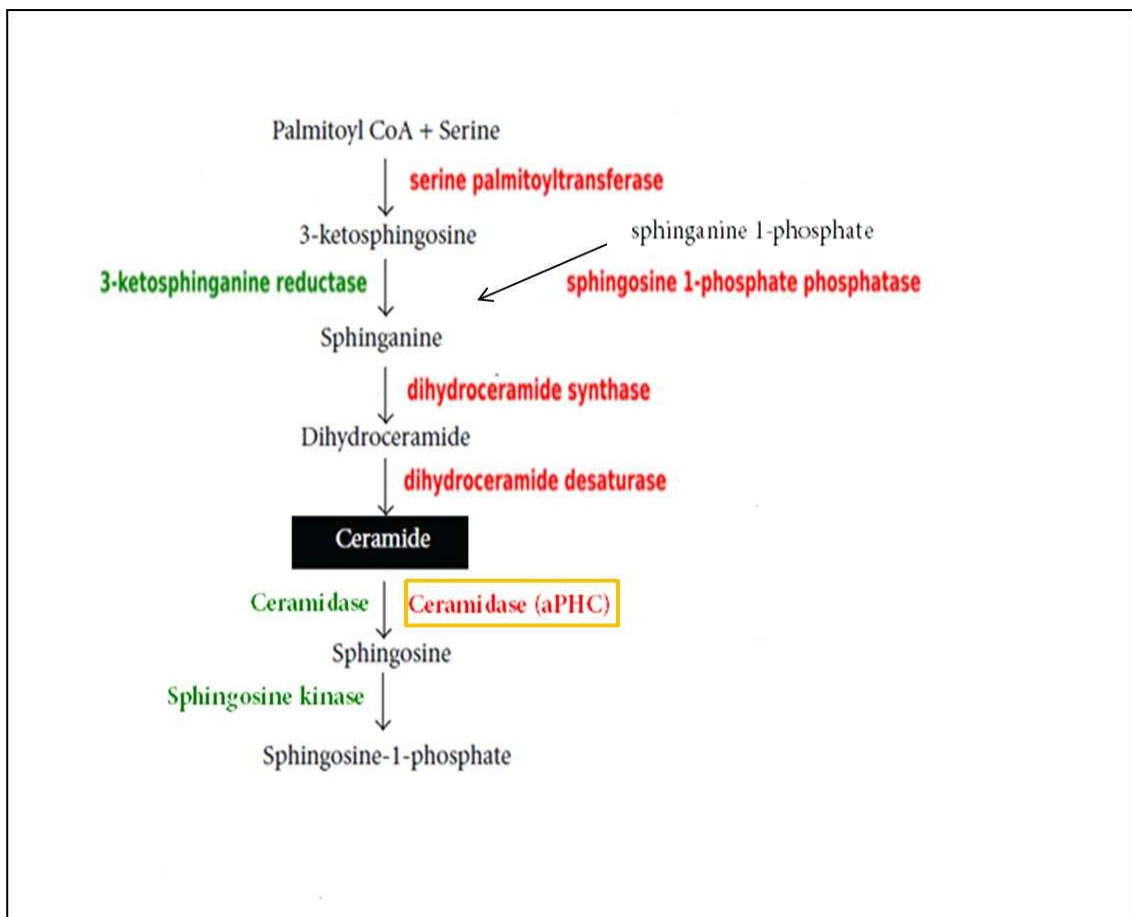 Palmitoyl CoA + Serine
serine palmitoyltransferase
3-ketosphingosine
sphinganine 1-phosphate
3-ketosphinganine reductase
sphingosine 1-phosphate phosphatase
Sphinganine
dihydroceramide synthase
Dihydroceramide
dihydroceramide desaturase
Ceramide
Ceramidase
Ceramidase (aPHC)
Sphingosine
Sphingosine kinase
Sphingosine-1-phosphate